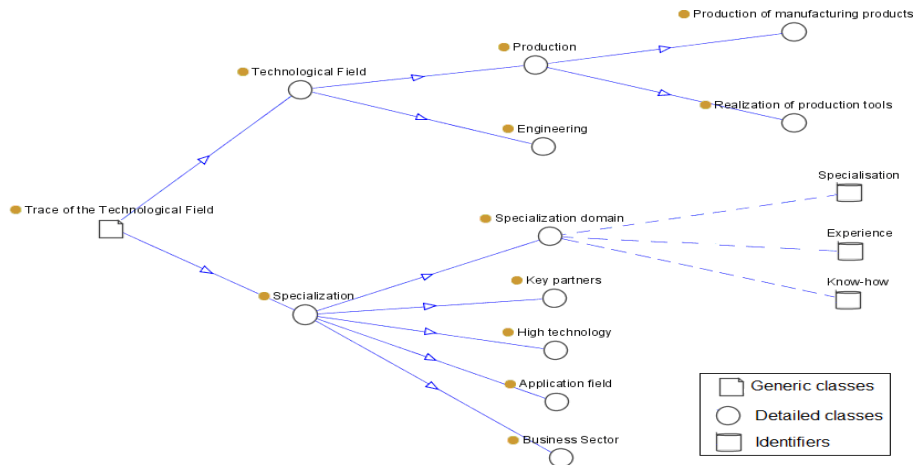 Production of manufacturing products
Production
Technological Field
Realization of production tools
Engineering
Specialisation
Trace of the Technological Field
Specialization domain
Experience
Key partners
Know-how
Specialization
High technology
Application field
Business Sector
Generic classes
Detailed classes
Identifiers